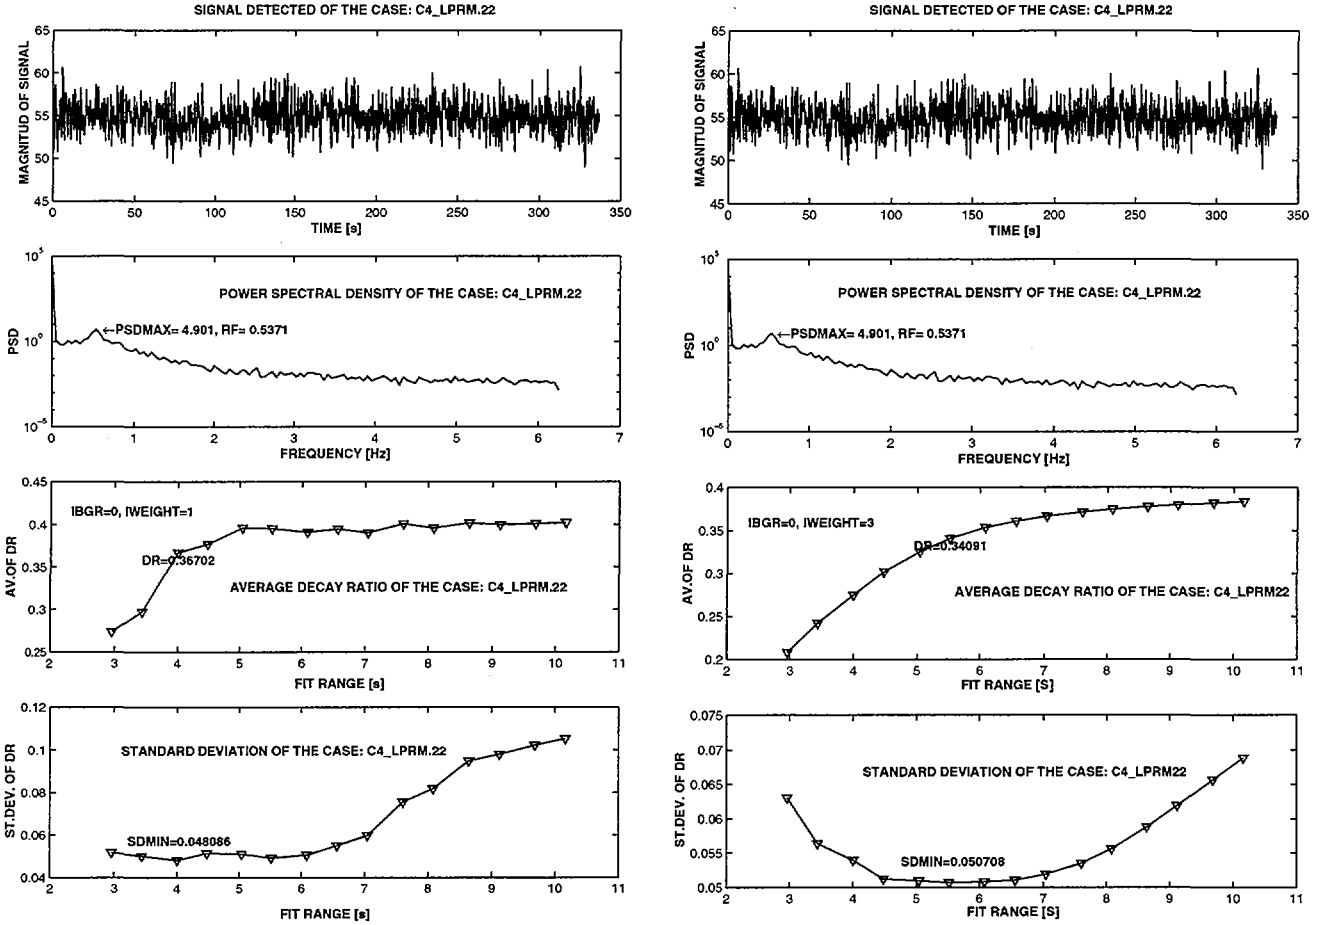 SIGNAL DETECTED OF THE CASE: C4_LPRM.22
MAGNITUD OF SIGNAL
65
60
55
50
45
0 50 100 150 200 250 300 350
TIME [s]
10^5
10^0
10^-5
PSD
POWER SPECTRAL DENSITY OF THE CASE: C4_LPRM.22
←PSDMAX= 4.901, RF= 0.5371
0 1 2 3 4 5 6 7
FREQUENCY [Hz]
0.45
0.4
0.35
0.3
0.25
AV.OF DR
IBGR=0, IWEIGHT=1
DR=0.36702
AVERAGE DECAY RATIO OF THE CASE: C4_LPRM.22
2 3 4 5 6 7 8 9 10 11
FIT RANGE [s]
0.12
0.1
0.08
0.06
0.04
ST.DEV. OF DR
STANDARD DEVIATION OF THE CASE: C4_LPRM.22
SDMIN=0.048086
2 3 4 5 6 7 8 9 10 11
FIT RANGE [s]
SIGNAL DETECTED OF THE CASE: C4_LPRM.22
MAGNITUD OF SIGNAL
65
60
55
50
45
0 50 100 150 200 250 300 350
TIME [s]
10^5
10^0
10^-5
PSD
POWER SPECTRAL DENSITY OF THE CASE: C4_LPRM.22
←PSDMAX= 4.901, RF= 0.5371
0 1 2 3 4 5 6 7
FREQUENCY [Hz]
0.4
0.35
0.3
0.25
0.2
AV.OF DR
IBGR=0, IWEIGHT=3
DR=0.34091
AVERAGE DECAY RATIO OF THE CASE: C4_LPRM22
2 3 4 5 6 7 8 9 10 11
FIT RANGE [S]
0.075
0.07
0.065
0.06
0.055
0.05
ST.DEV. OF DR
STANDARD DEVIATION OF THE CASE: C4_LPRM22
SDMIN=0.050708
2 3 4 5 6 7 8 9 10 11
FIT RANGE [S]